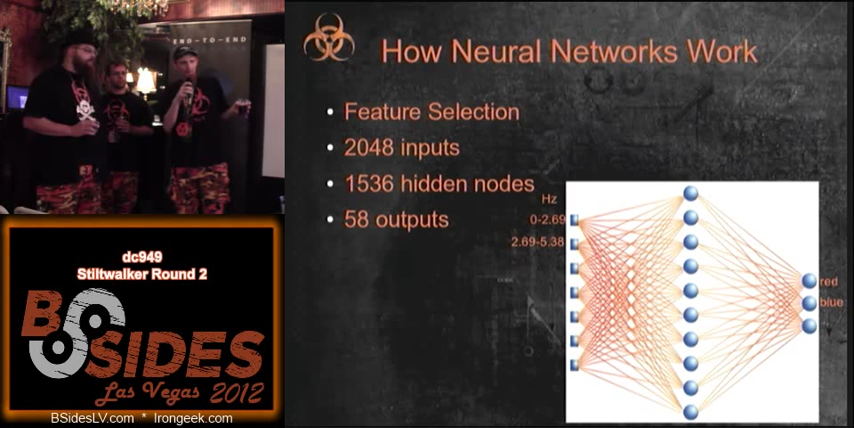 END-TO-END
dc949
Stiltwalker Round 2
BSIDES
Las Vegas 2012
BSidesLV.com * Irongeek.com
How Neural Networks Work
• Feature Selection
• 2048 inputs
• 1536 hidden nodes
• 58 outputs
Hz
0-2.69
2.69-5.38
red
blue